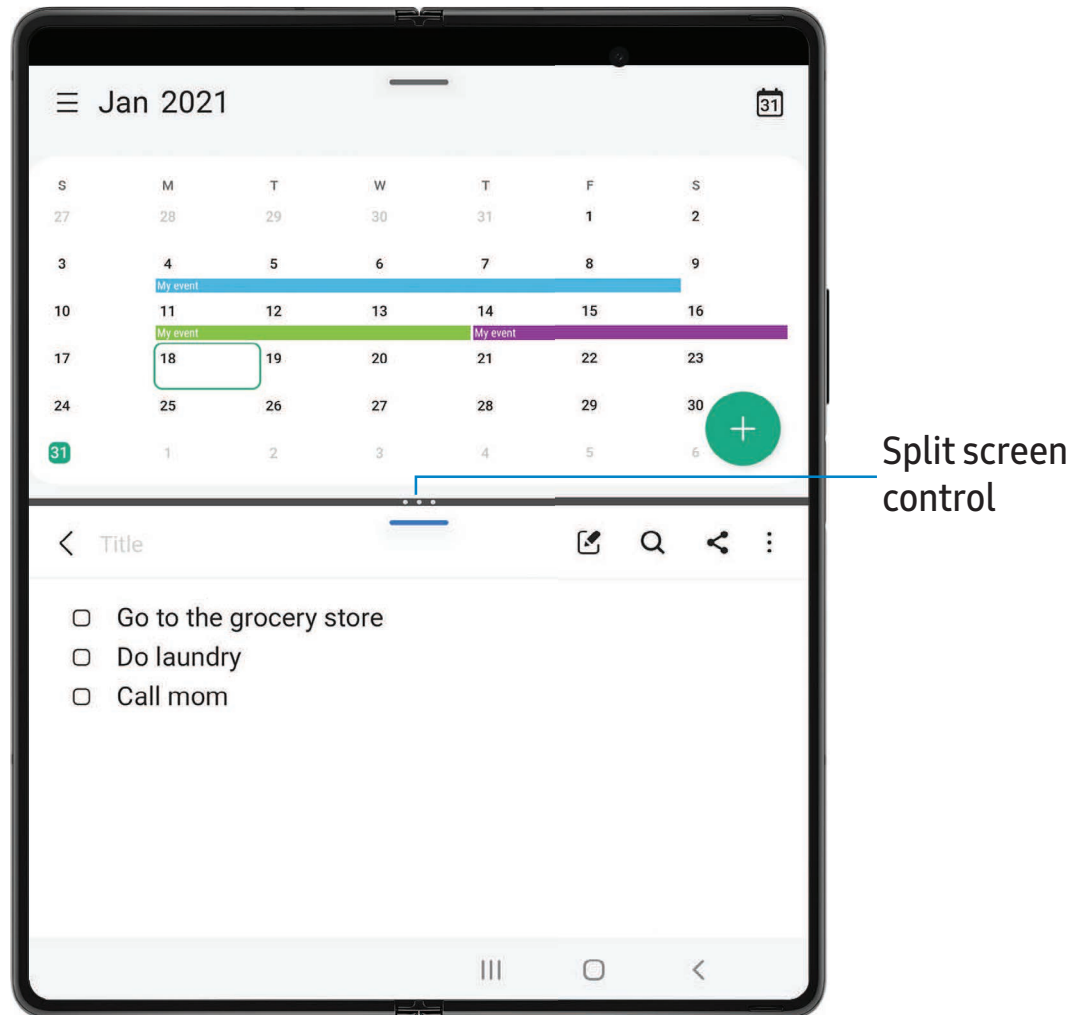 Jan 2021
31
S M T W T F S
27 28 29 30 31 1 2
3 4 5 6 7 8 9
My event
10 11 12 13 14 15 16
My event My event
17 18 19 20 21 22 23
24 25 26 27 28 29 30
31 1 2 3 4 5 6
Split screen
control
Title
Go to the grocery store
Do laundry
Call mom